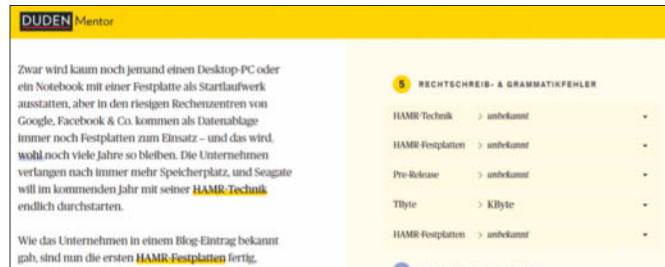 DUDEN Mentor
Zwar wird kaum noch jemand einen Desktop-PC oder
ein Notebook mit einer Festplatte als Startlaufwerk
ausstatten, aber in den riesigen Rechenzentren von
Google, Facebook & Co. kommen als Datenablage
immer noch Festplatten zum Einsatz – und das wird
wohl noch viele Jahre so bleiben. Die Unternehmen
verlangen nach immer mehr Speicherplatz, und Seagate
will im kommenden Jahr mit seiner HAMR-Technik
endlich durchstarten.
Wie das Unternehmen in einem Blog-Eintrag bekannt
gab, sind nun die ersten HAMR-Festplatten fertig,
5 RECHTSCHREIB- & GRAMMATIKFEHLER
HAMR-Technik > unbekannt
HAMR-Festplatten > unbekannt
Pre-Release > unbekannt
TByte > KByte
HAMR-Festplatten > unbekannt